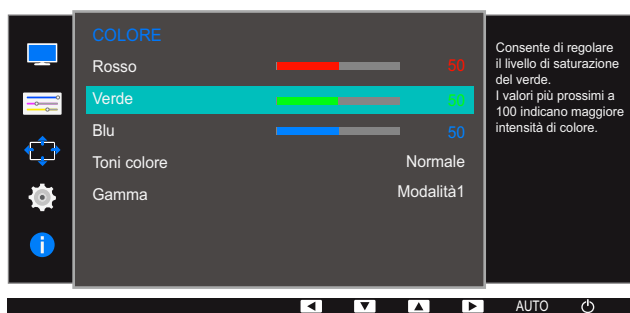 COLORE
Rosso 50
Verde 50
Blu 50
Toni colore Normale
Gamma Modalità1
Consente di regolare
il livello di saturazione
del verde.
I valori più prossimi a
100 indicano maggiore
intensità di colore.
AUTO